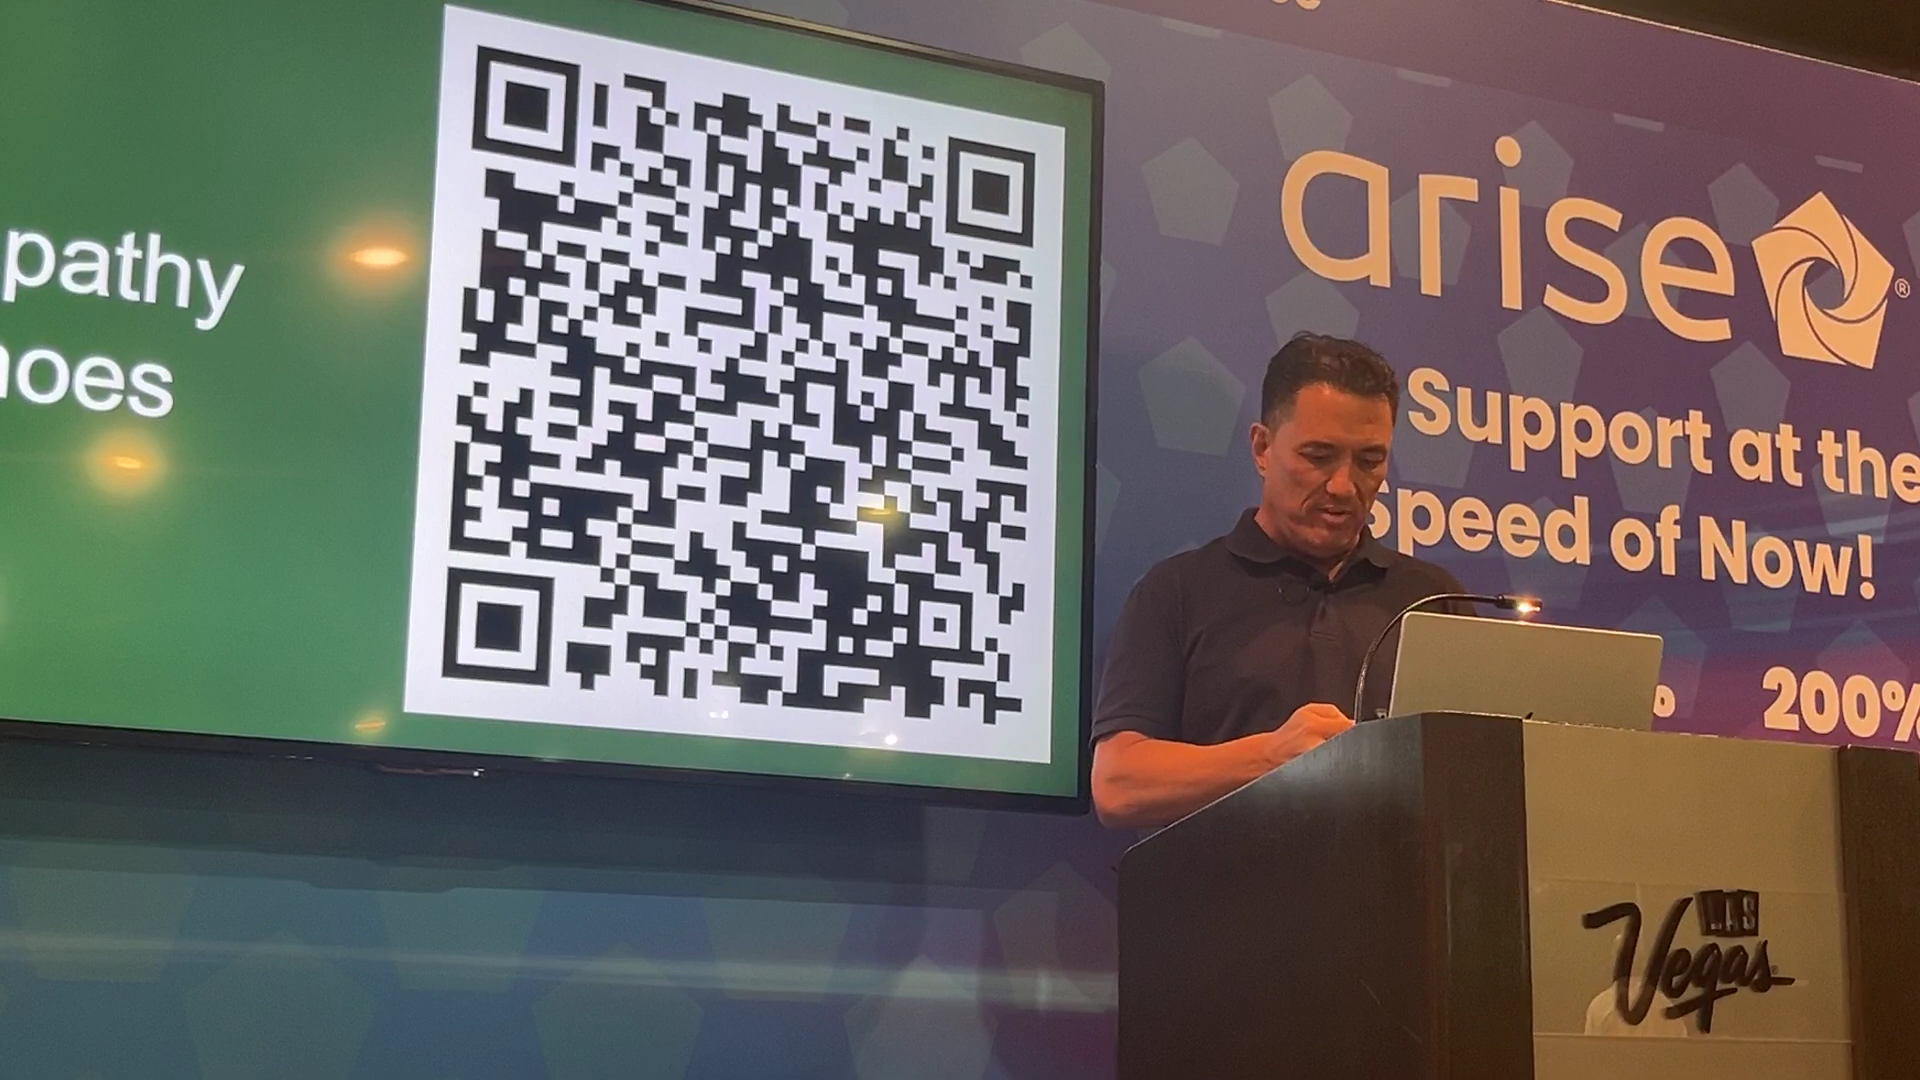 pathy
hoes
arise®
Support at the
Speed of Now!
200%
LAS
Vegas